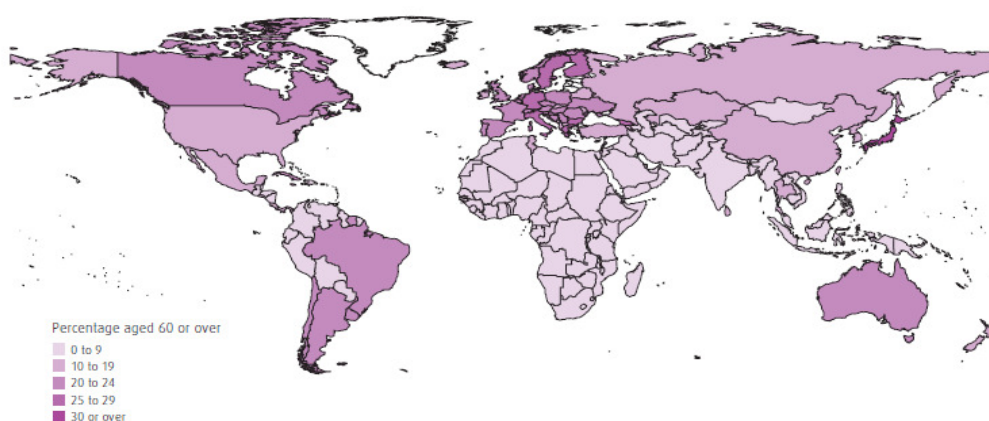 Percentage aged 60 or over
0 to 9
10 to 19
20 to 24
25 to 29
30 or over